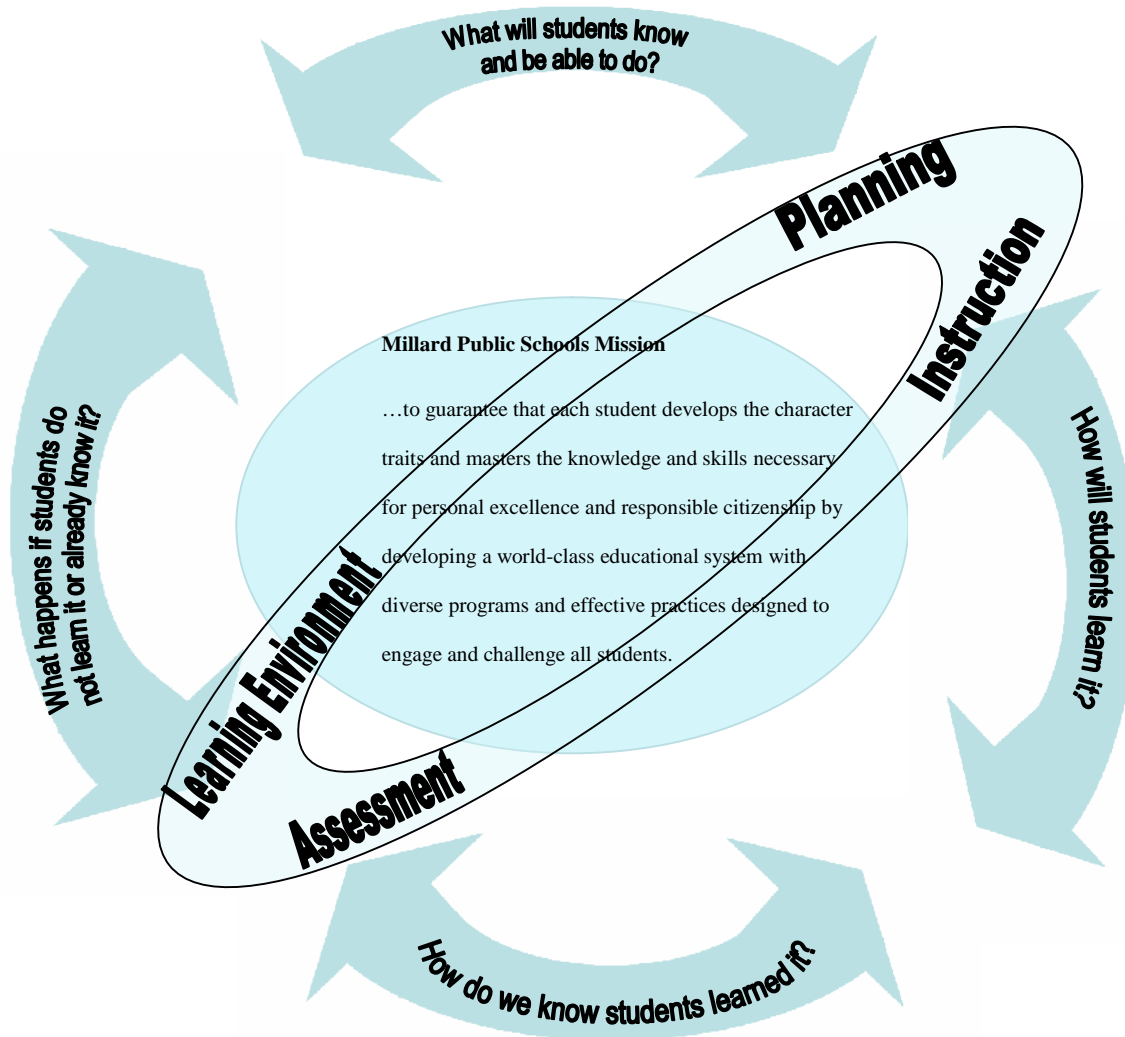 What will students know
and be able to do?
Planning
Instruction
Millard Public Schools Mission
…to guarantee that each student develops the character
traits and masters the knowledge and skills necessary
for personal excellence and responsible citizenship by
developing a world-class educational system with
diverse programs and effective practices designed to
engage and challenge all students.
How will students learn it?
What happens if students do
not learn it or already know it?
Learning Environment
Assessment
How do we know students learned it?